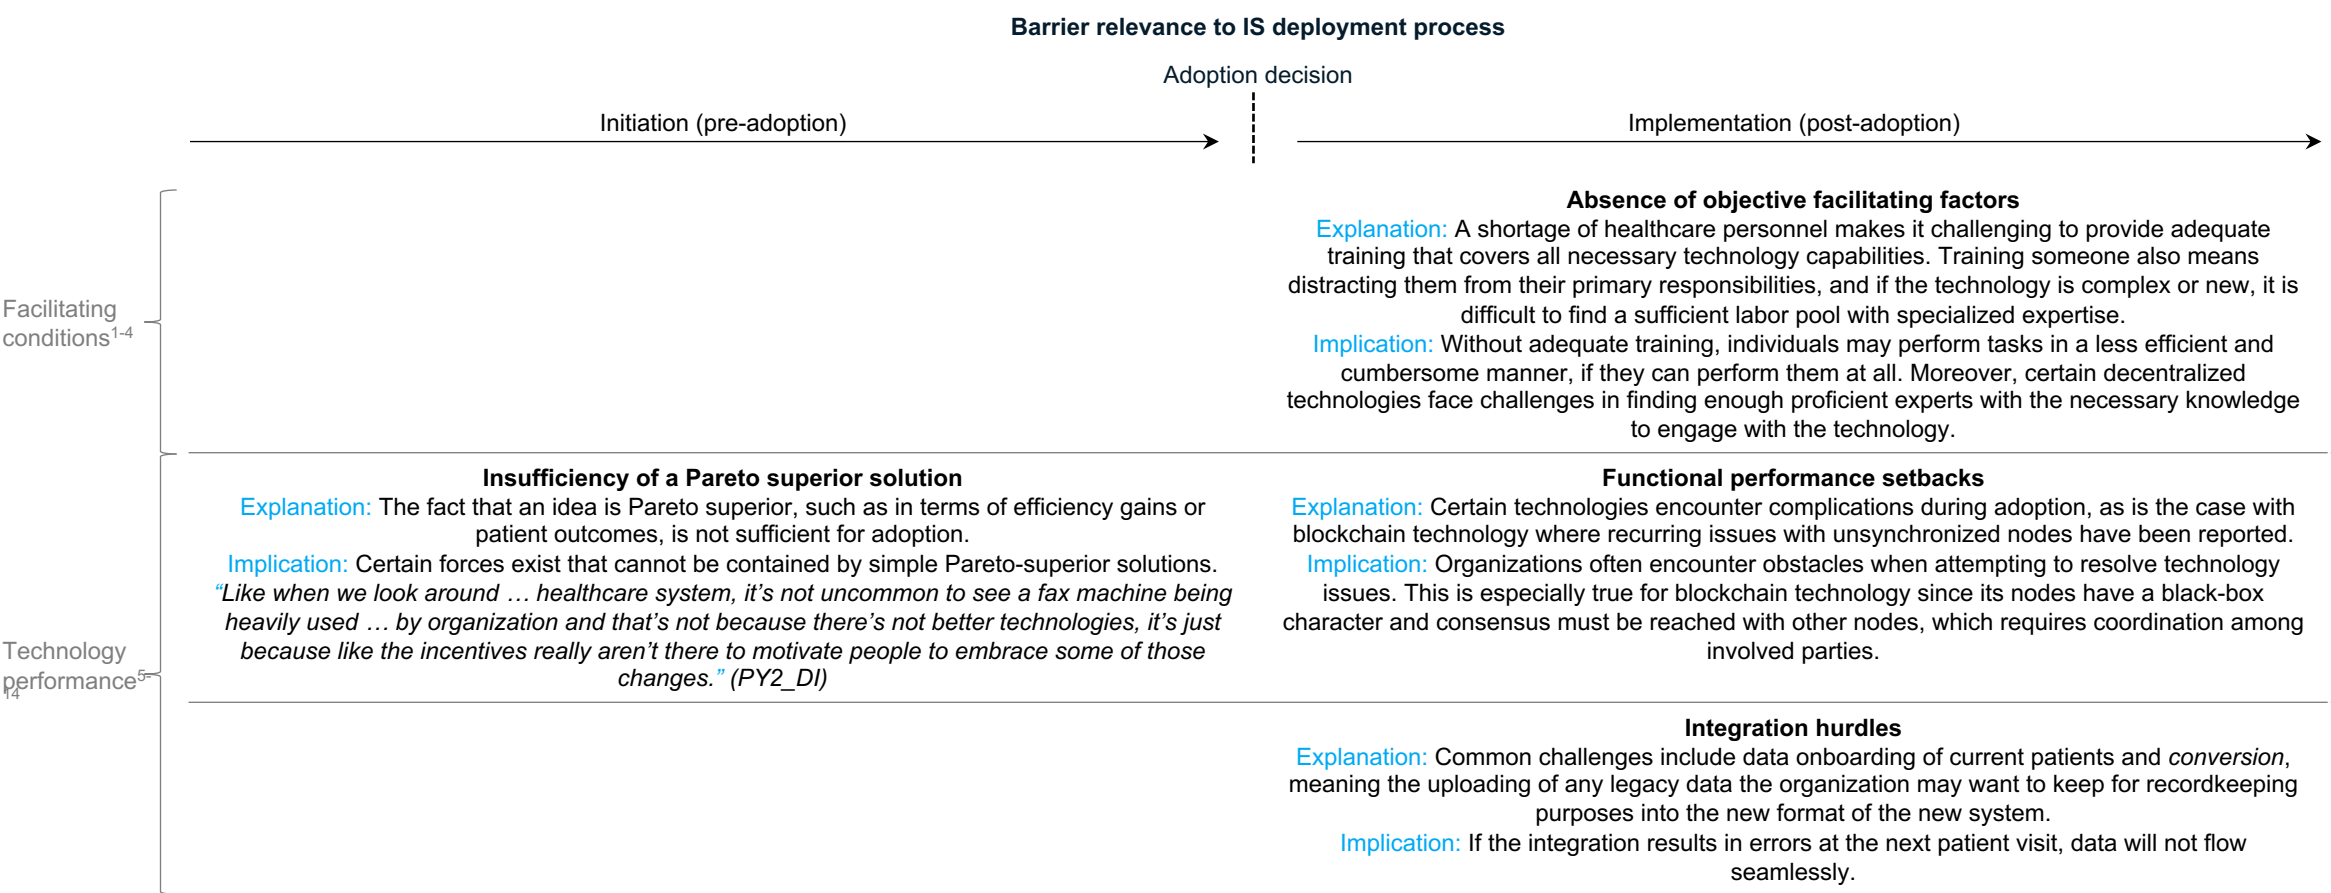 Barrier relevance to IS deployment process
Adoption decision
Initiation (pre-adoption)
Implementation (post-adoption)
Facilitating
conditions1-4
Absence of objective facilitating factors
Explanation: A shortage of healthcare personnel makes it challenging to provide adequate
training that covers all necessary technology capabilities. Training someone also means
distracting them from their primary responsibilities, and if the technology is complex or new, it is
difficult to find a sufficient labor pool with specialized expertise.
Implication: Without adequate training, individuals may perform tasks in a less efficient and
cumbersome manner, if they can perform them at all. Moreover, certain decentralized
technologies face challenges in finding enough proficient experts with the necessary knowledge
to engage with the technology.
Technology
performance5-
14
Insufficiency of a Pareto superior solution
Explanation: The fact that an idea is Pareto superior, such as in terms of efficiency gains or
patient outcomes, is not sufficient for adoption.
Implication: Certain forces exist that cannot be contained by simple Pareto-superior solutions.
“Like when we look around … healthcare system, it’s not uncommon to see a fax machine being
heavily used … by organization and that’s not because there’s not better technologies, it’s just
because like the incentives really aren’t there to motivate people to embrace some of those
changes.” (PY2_DI)
Functional performance setbacks
Explanation: Certain technologies encounter complications during adoption, as is the case with
blockchain technology where recurring issues with unsynchronized nodes have been reported.
Implication: Organizations often encounter obstacles when attempting to resolve technology
issues. This is especially true for blockchain technology since its nodes have a black-box
character and consensus must be reached with other nodes, which requires coordination among
involved parties.
Integration hurdles
Explanation: Common challenges include data onboarding of current patients and conversion,
meaning the uploading of any legacy data the organization may want to keep for recordkeeping
purposes into the new format of the new system.
Implication: If the integration results in errors at the next patient visit, data will not flow
seamlessly.